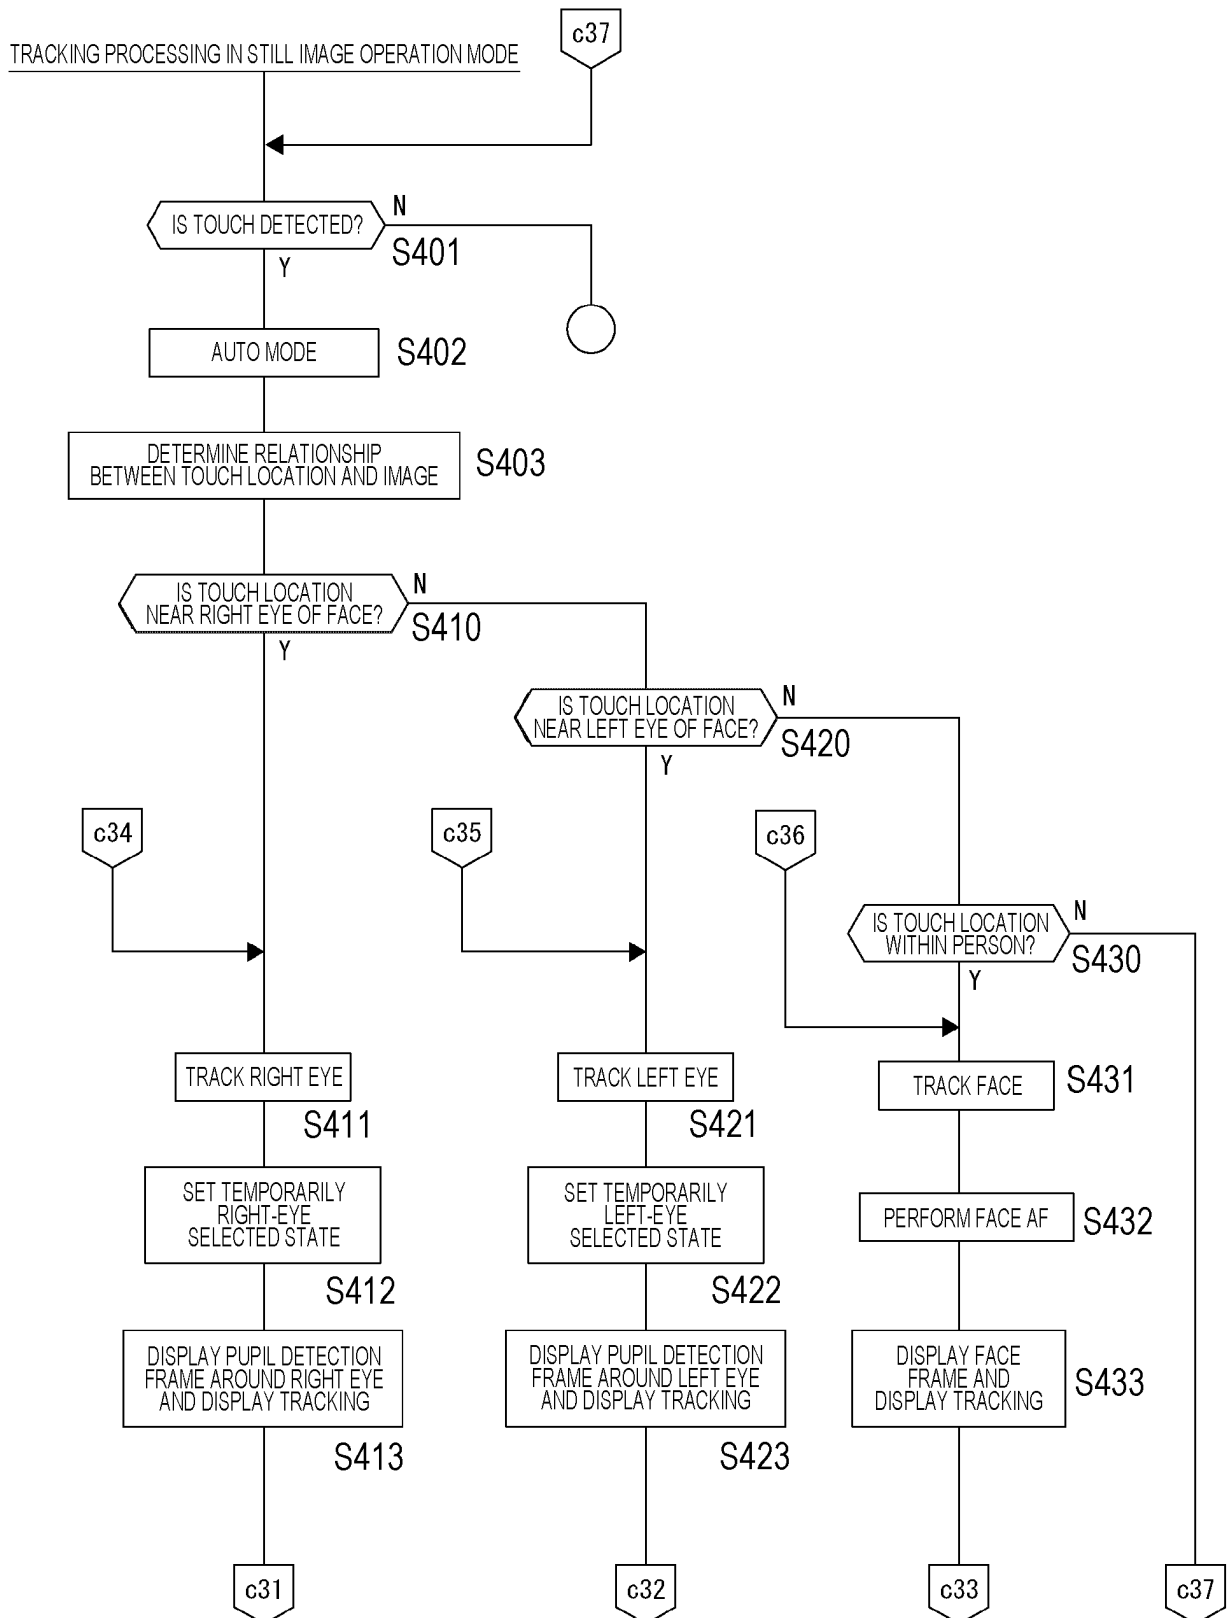 c37
TRACKING PROCESSING IN STILL IMAGE OPERATION MODE
IS TOUCH DETECTED?
N
S401
Y
AUTO MODE
S402
DETERMINE RELATIONSHIP
BETWEEN TOUCH LOCATION AND IMAGE
S403
IS TOUCH LOCATION
NEAR RIGHT EYE OF FACE?
N
S410
Y
IS TOUCH LOCATION
NEAR LEFT EYE OF FACE?
N
S420
Y
c34
c35
c36
IS TOUCH LOCATION
WITHIN PERSON?
N
S430
Y
TRACK RIGHT EYE
S411
TRACK LEFT EYE
S421
TRACK FACE
S431
SET TEMPORARILY
RIGHT-EYE
SELECTED STATE
S412
SET TEMPORARILY
LEFT-EYE
SELECTED STATE
S422
PERFORM FACE AF
S432
DISPLAY PUPIL DETECTION
FRAME AROUND RIGHT EYE
AND DISPLAY TRACKING
S413
DISPLAY PUPIL DETECTION
FRAME AROUND LEFT EYE
AND DISPLAY TRACKING
S423
DISPLAY FACE
FRAME AND
DISPLAY TRACKING
S433
c31
c32
c33
c37